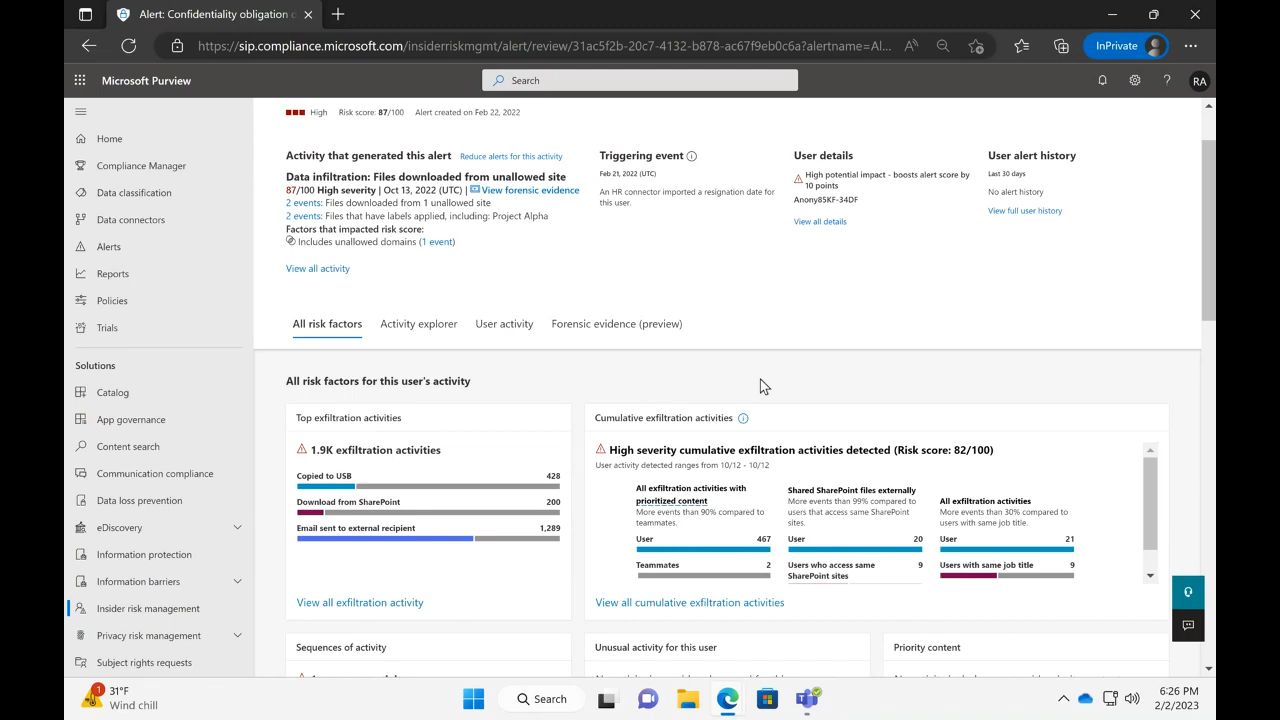 Alert: Confidentiality obligation
https://sip.compliance.microsoft.com/insiderriskmgmt/alert/review/31ac5f2b-20c7-4132-b878-ac67f9eb0c6a?alertname=Al...
InPrivate
Microsoft Purview
Search
RA
High Risk score: 87/100 Alert created on Feb 22, 2022
Home
Compliance Manager
Data classification
Data connectors
Alerts
Reports
Policies
Trials
Solutions
Catalog
App governance
Content search
Communication compliance
Data loss prevention
eDiscovery
Information protection
Information barriers
Insider risk management
Privacy risk management
Subject rights requests
Activity that generated this alert Reduce alerts for this activity
Data infiltration: Files downloaded from unallowed site
87/100 High severity | Oct 13, 2022 (UTC) | View forensic evidence
2 events: Files downloaded from 1 unallowed site
2 events: Files that have labels applied, including: Project Alpha
Factors that impacted risk score:
Includes unallowed domains (1 event)
View all activity
Triggering event
Feb 21, 2022 (UTC)
An HR connector imported a resignation date for
this user.
User details
High potential impact - boosts alert score by
10 points
Anony85KF-34DF
View all details
User alert history
Last 30 days
No alert history
View full user history
All risk factors
Activity explorer
User activity
Forensic evidence (preview)
All risk factors for this user's activity
Top exfiltration activities
1.9K exfiltration activities
Copied to USB 428
Download from SharePoint 200
Email sent to external recipient 1,289
View all exfiltration activity
Cumulative exfiltration activities
High severity cumulative exfiltration activities detected (Risk score: 82/100)
User activity detected ranges from 10/12 - 10/12
All exfiltration activities with
prioritized content
More events than 90% compared to
teammates.
User 467
Teammates 2
Shared SharePoint files externally
More events than 99% compared to
users that access same SharePoint
sites.
User 20
Users who access same 9
SharePoint sites
All exfiltration activities
More events than 30% compared to
users with same job title.
User 21
Users with same job title 9
View all cumulative exfiltration activities
Sequences of activity
Unusual activity for this user
Priority content
1
31°F
Wind chill
Search
6:26 PM
2/2/2023